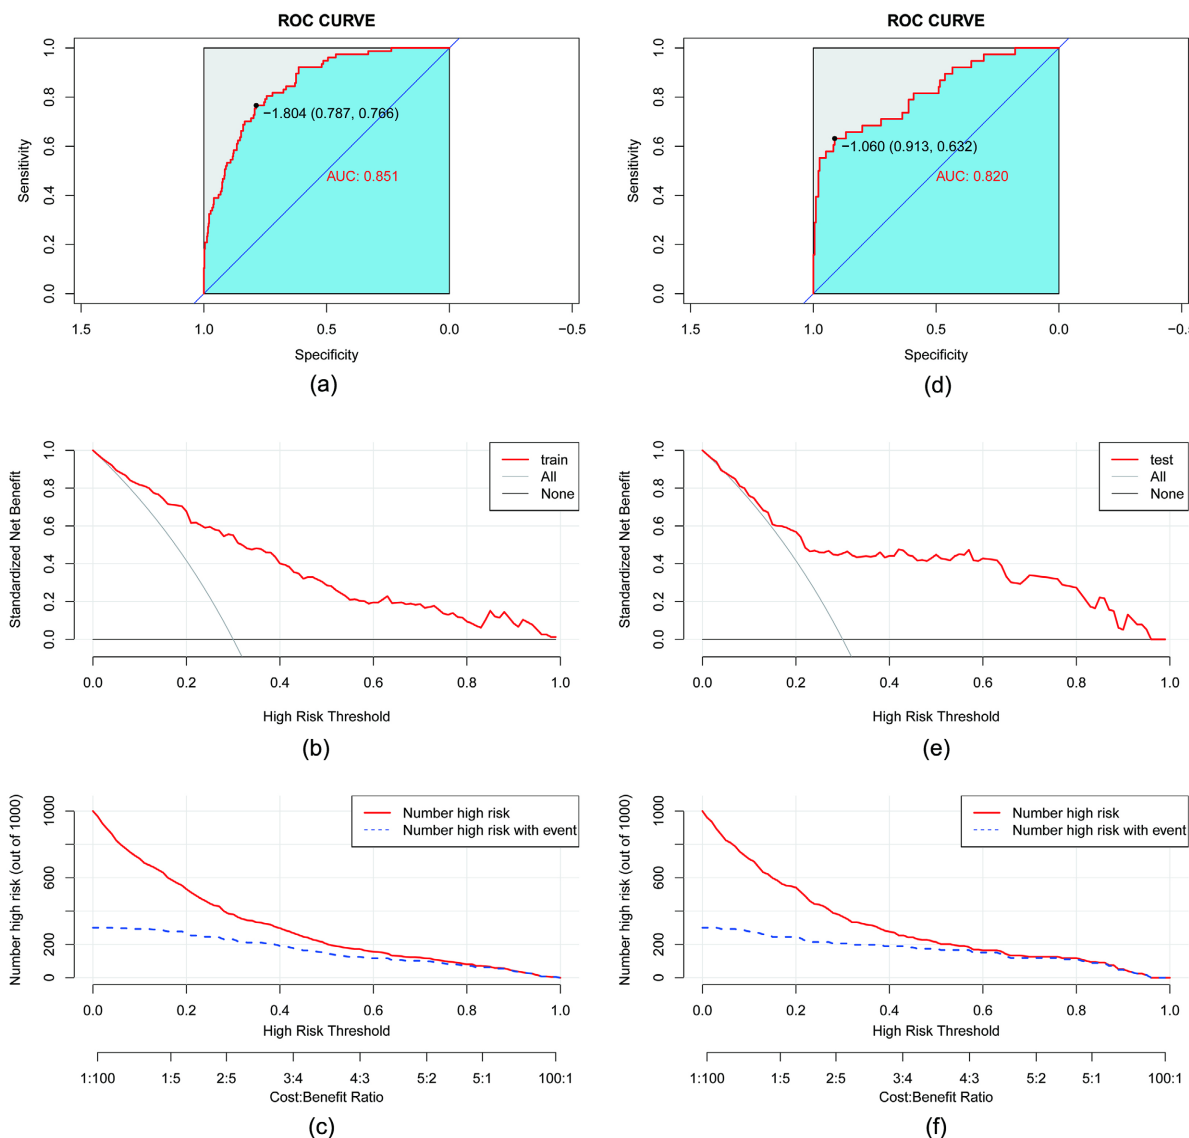 ROC CURVE
Sensitivity
0.0 0.2 0.4 0.6 0.8 1.0
−1.804 (0.787, 0.766)
AUC: 0.851
1.5 1.0 0.5 0.0 −0.5
Specificity
(a)
ROC CURVE
Sensitivity
0.0 0.2 0.4 0.6 0.8 1.0
−1.060 (0.913, 0.632)
AUC: 0.820
1.5 1.0 0.5 0.0
Specificity
(d)
Standardized Net Benefit
0.0 0.2 0.4 0.6 0.8 1.0
train
All
None
0.0 0.2 0.4 0.6 0.8 1.0
High Risk Threshold
(b)
Standardized Net Benefit
0.0 0.2 0.4 0.6 0.8 1.0
test
All
None
0.0 0.2 0.4 0.6 0.8 1.0
High Risk Threshold
(e)
Number high risk (out of 1000)
0 200 600 1000
Number high risk
Number high risk with event
0.0 0.2 0.4 0.6 0.8 1.0
High Risk Threshold
1:100 1:5 2:5 3:4 4:3 5:2 5:1 100:1
Cost:Benefit Ratio
(c)
Number high risk (out of 1000)
0 200 600 1000
Number high risk
Number high risk with event
0.0 0.2 0.4 0.6 0.8 1.0
High Risk Threshold
1:100 1:5 2:5 3:4 4:3 5:2 5:1 100:1
Cost:Benefit Ratio
(f)